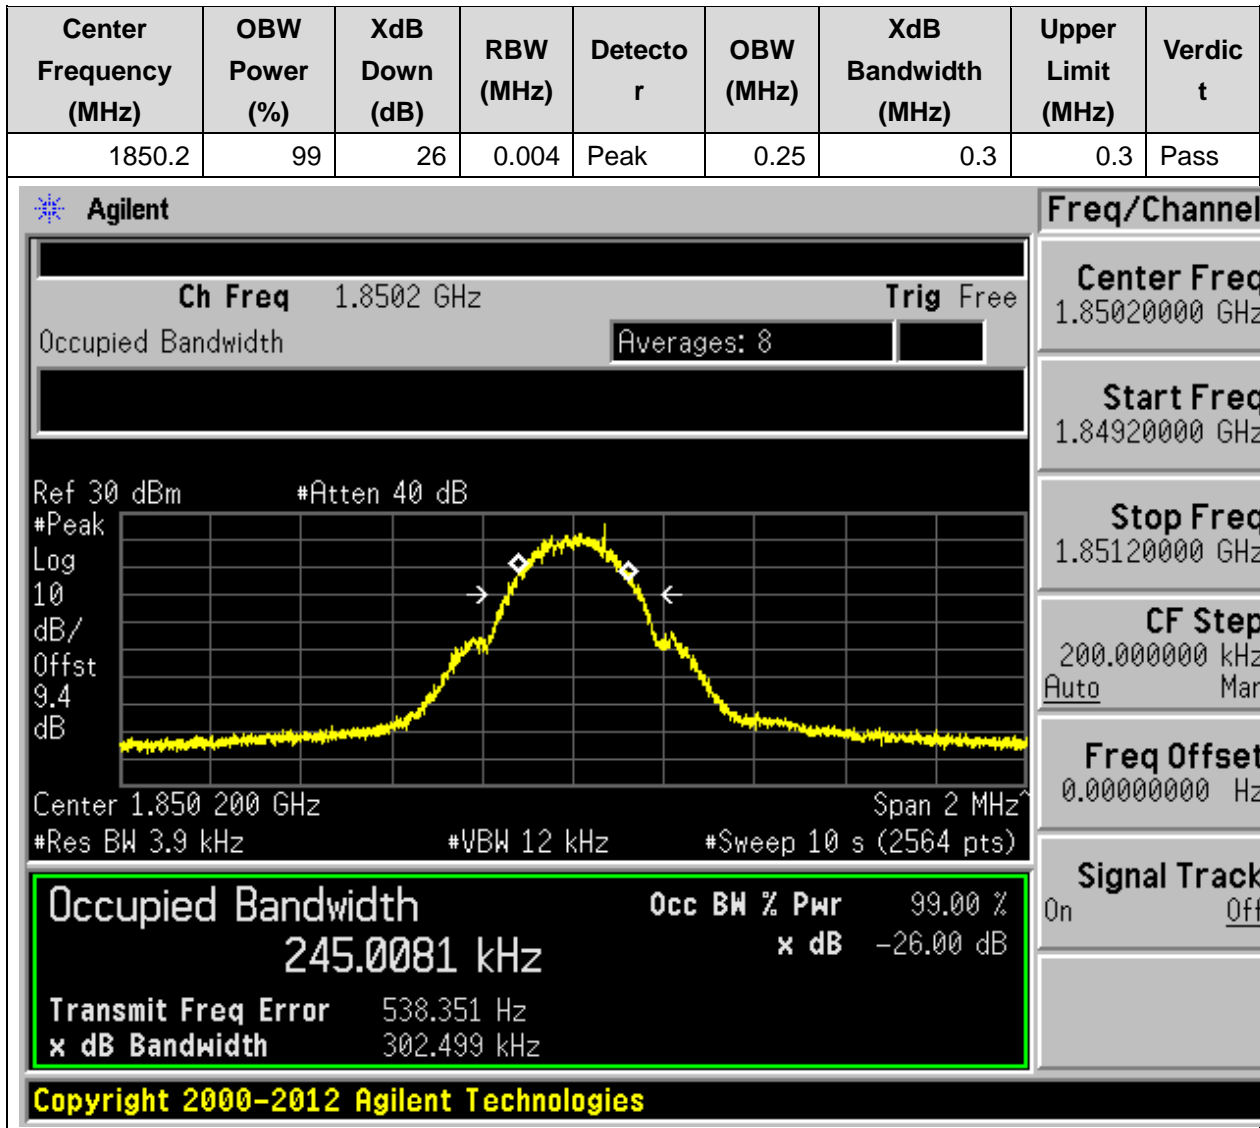 Center Frequency (MHz) OBW Power (%) XdB Down (dB) RBW (MHz) Detector OBW (MHz) XdB Bandwidth (MHz) Upper Limit (MHz) Verdict
1850.2 99 26 0.004 Peak 0.25 0.3 0.3 Pass
Agilent Freq/Channel
Ch Freq 1.8502 GHz Trig Free
Occupied Bandwidth Averages: 8
Center Freq
1.85020000 GHz
Start Freq
1.84920000 GHz
Stop Freq
1.85120000 GHz
CF Step
200.000000 kHz
Auto Man
Freq Offset
0.00000000 Hz
Signal Track
On Off
Ref 30 dBm #Atten 40 dB
#Peak
Log
10
dB/
Offst
9.4
dB
Center 1.850 200 GHz Span 2 MHz^
#Res BW 3.9 kHz #VBW 12 kHz #Sweep 10 s (2564 pts)
Occupied Bandwidth Occ BW % Pwr 99.00 %
245.0081 kHz x dB -26.00 dB
Transmit Freq Error 538.351 Hz
x dB Bandwidth 302.499 kHz
Copyright 2000-2012 Agilent Technologies